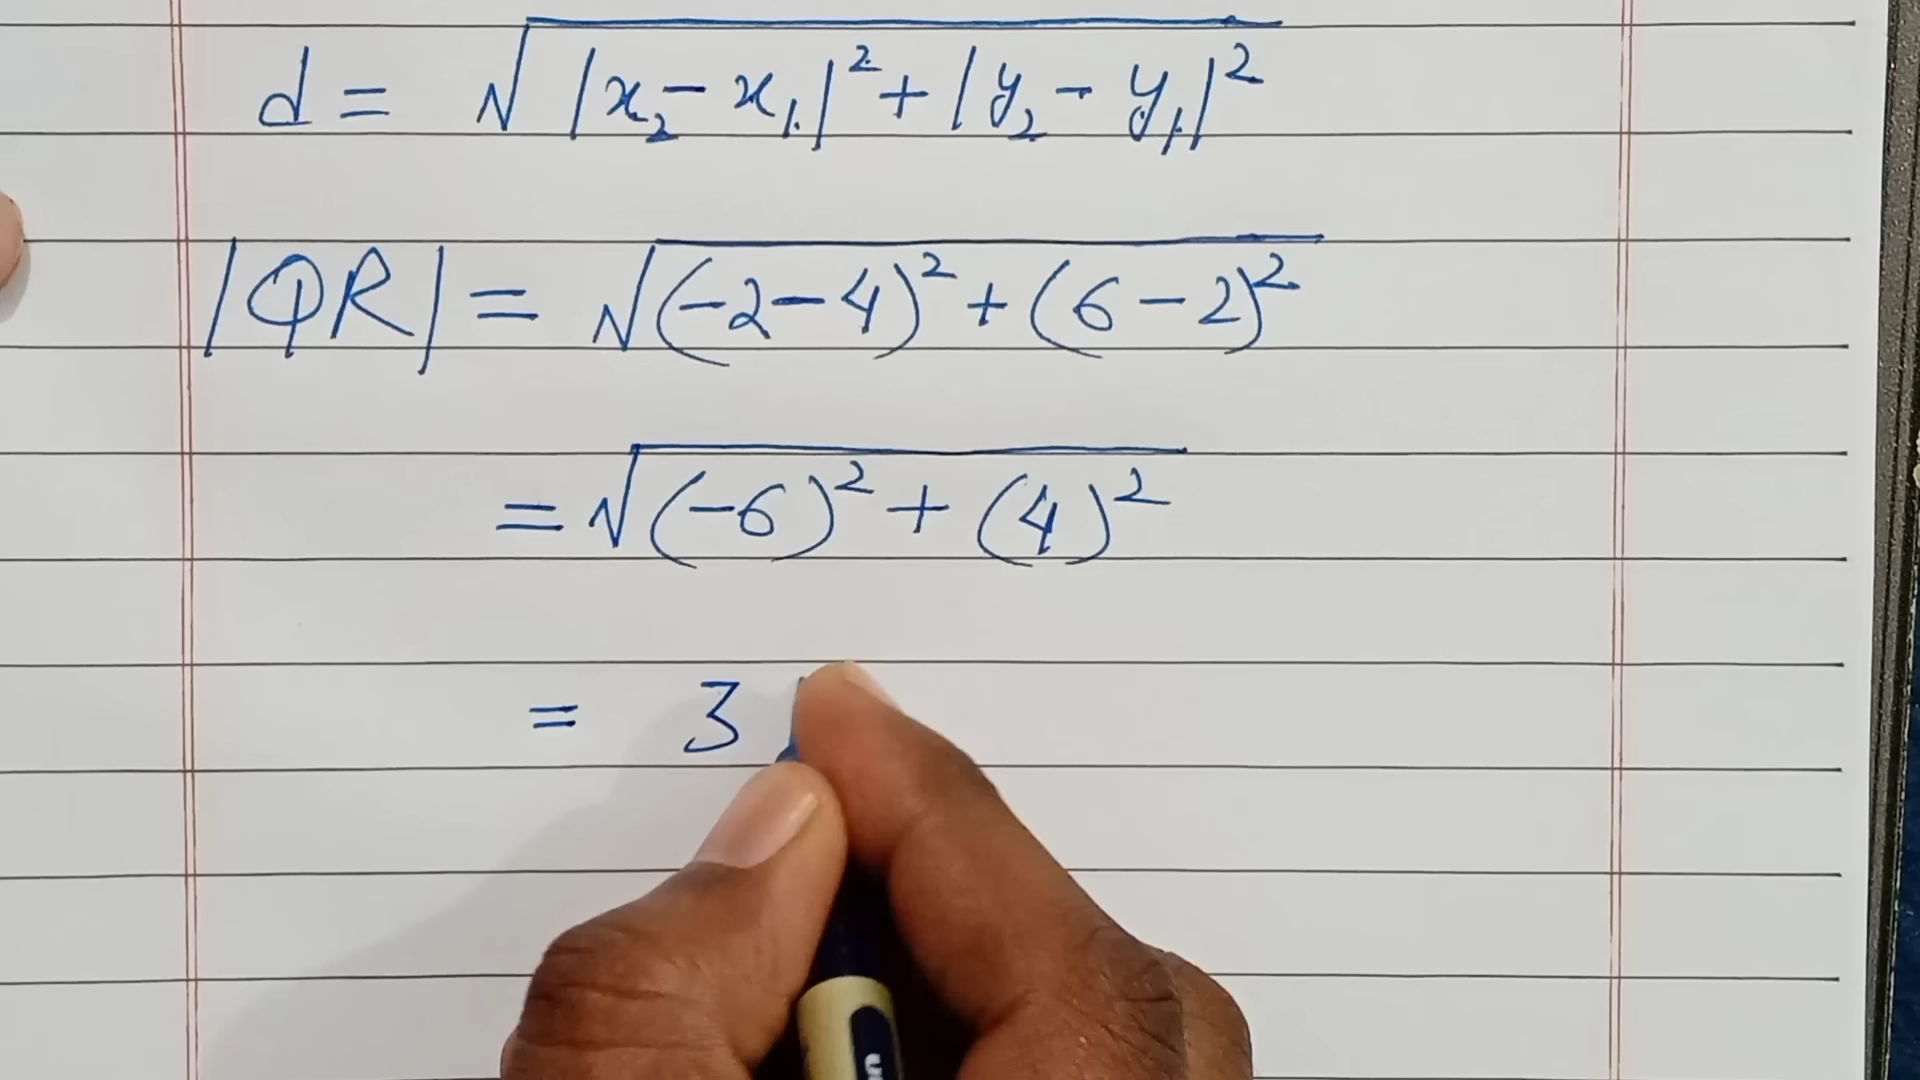 d = √|x₂ - x₁|² + |y₂ - y₁|²
|QR| = √(-2-4)² + (6-2)²
= √(-6)² + (4)²
= 3